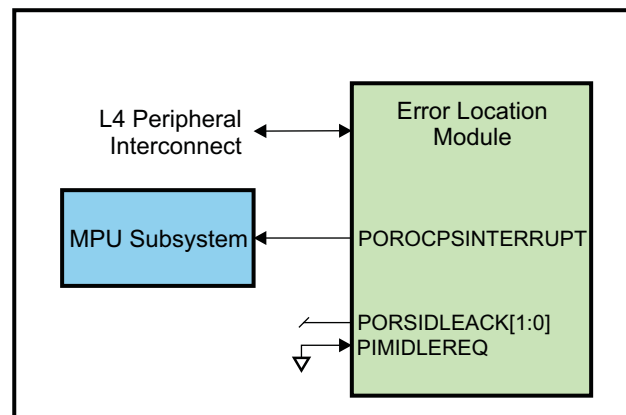 L4 Peripheral
Interconnect
Error Location
Module
MPU Subsystem
POROCPSINTERRUPT
PORSIDLEACK[1:0]
PIMIDLEREQ